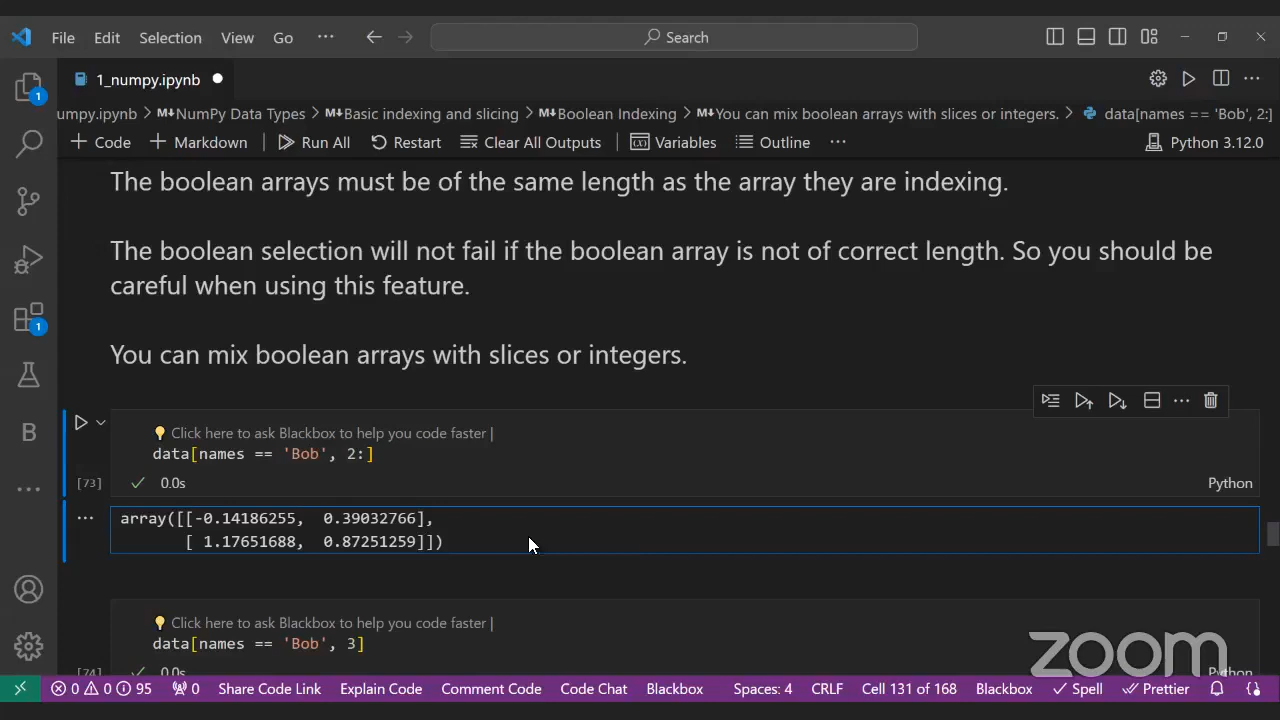 File Edit Selection View Go ··· Search
1_numpy.ipynb
umpy.ipynb > NumPy Data Types > Basic indexing and slicing > Boolean Indexing > You can mix boolean arrays with slices or integers. > data[names == 'Bob', 2:]
+ Code + Markdown Run All Restart Clear All Outputs Variables Outline ··· Python 3.12.0
The boolean arrays must be of the same length as the array they are indexing.
The boolean selection will not fail if the boolean array is not of correct length. So you should be
careful when using this feature.
You can mix boolean arrays with slices or integers.
Click here to ask Blackbox to help you code faster |
data[names == 'Bob', 2:]
[73] 0.0s Python
array([[-0.14186255, 0.39032766],
[ 1.17651688, 0.87251259]])
Click here to ask Blackbox to help you code faster |
data[names == 'Bob', 3]
[74] 0.0s Python
zoom
0 0 95 0 Share Code Link Explain Code Comment Code Code Chat Blackbox Spaces: 4 CRLF Cell 131 of 168 Blackbox Spell Prettier
1
1
B